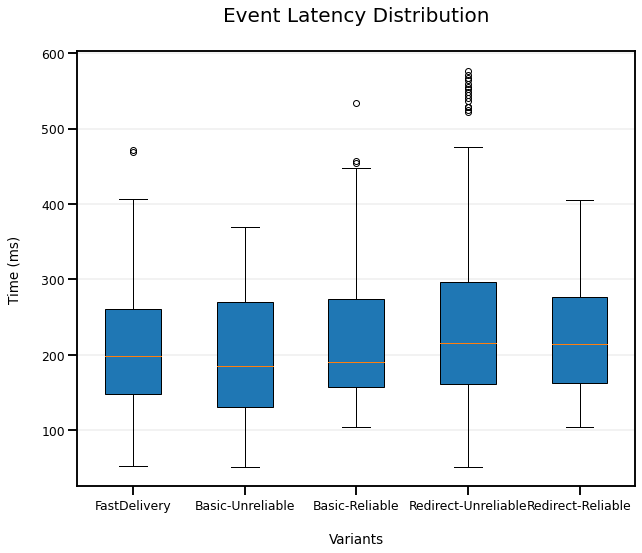 Event Latency Distribution
600
500
400
300
200
100
Time (ms)
FastDelivery Basic-Unreliable Basic-Reliable Redirect-Unreliable Redirect-Reliable
Variants